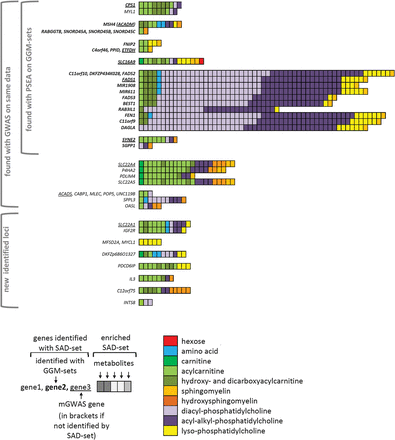 found with GWAS on same data
found with PSEA on GGM-sets
CPS1
MYL1
MSH4 (ACADM)
RABGGTB, SNORD45A, SNORD45B, SNORD45C
FNIP2
C4orf46, PPID, ETFDH
SLC16A9
C11orf10, DKFZP434K028, FADS2
FADS1
MIR1908
MIR611
FADS3
BEST1
RAB3IL1
FEN1
C11orf9
DAGLA
SYNE2
SGPP1
SLC22A4
P4HA2
PDLIM4
SLC22A5
ACADS, CABP1, MLEC, POP5, UNC119B
SPPL3
OASL
new identified loci
SLC22A1
IGF2R
MFSD2A, MYCL1
DKFZp686O1327
PDCD6IP
IL3
C12orf75
INTS8
genes identified with SAD-set
enriched SAD-set
identified with GGM-sets
metabolites
gene1, gene2, gene3
mGWAS gene
(in brackets if not identified by SAD-set)
hexose
amino acid
carnitine
acylcarnitine
hydroxy- and dicarboxyacylcarnitine
sphingomyelin
hydroxysphingomyelin
diacyl-phosphatidylcholine
acyl-alkyl-phosphatidylcholine
lyso-phosphatidylcholine